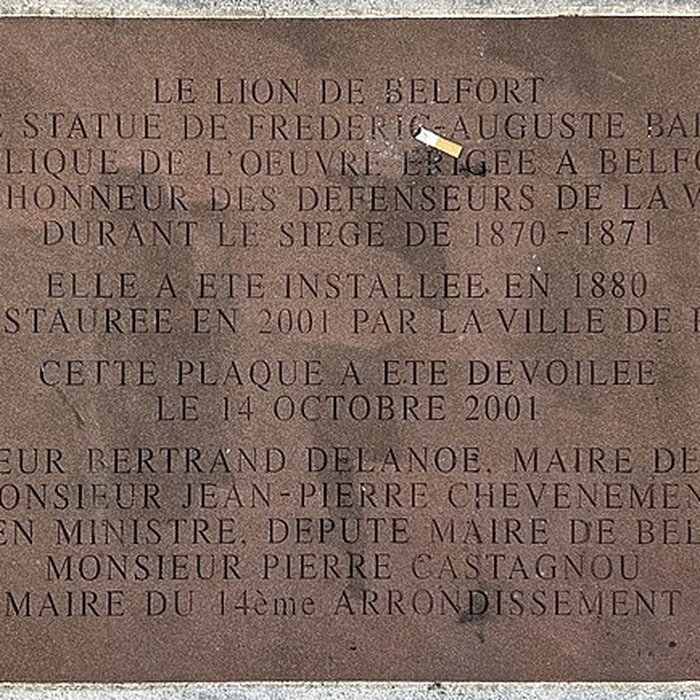 LE LION DE BELFORT
STATUE DE FREDERIC-AUGUSTE BAR
LIQUE DE L'OEUVRE ERIGEE A BELFO
HONNEUR DES DEFENSEURS DE LA V
DURANT LE SIEGE DE 1870-1871
ELLE A ETE INSTALLEE EN 1880
STAUREE EN 2001 PAR LA VILLE DE
CETTE PLAQUE A ETE DEVOILEE
LE 14 OCTOBRE 2001
EUR BERTRAND DELANOE, MAIRE DE
ONSIEUR JEAN-PIERRE CHEVENEMEN
EN MINISTRE, DEPUTE MAIRE DE BEL
MONSIEUR PIERRE CASTAGNOU
MAIRE DU 14ème ARRONDISSEMENT